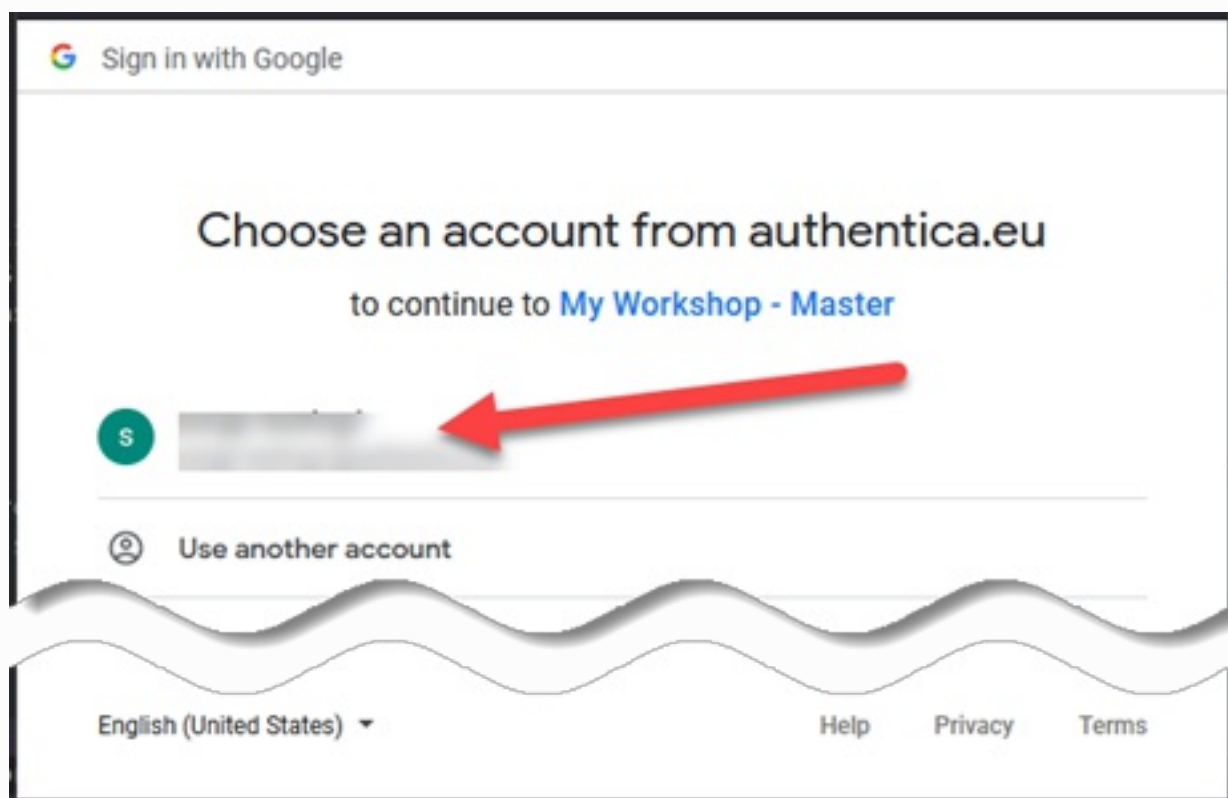 Sign in with Google
Choose an account from authentica.eu
to continue to My Workshop - Master
S
Use another account
English (United States)
Help Privacy Terms